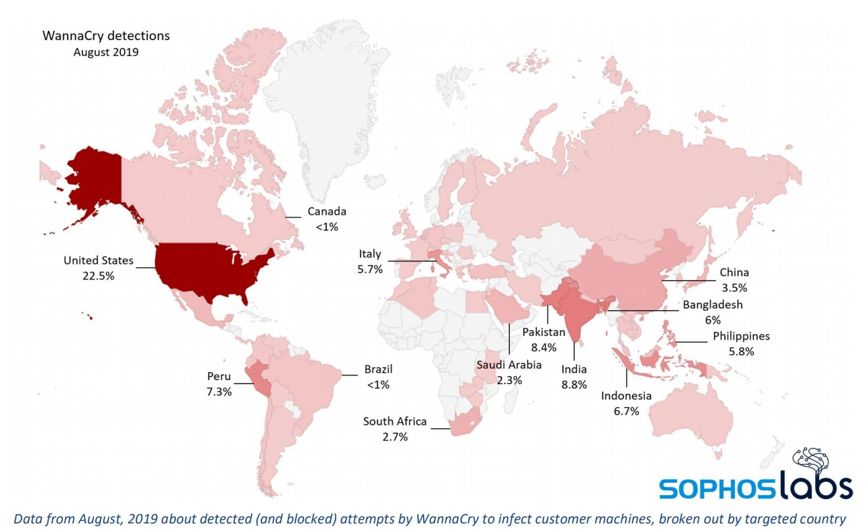 WannaCry detections
August 2019
Canada
<1%
United States
22.5%
Italy
5.7%
China
3.5%
Bangladesh
6%
Pakistan
8.4%
Philippines
5.8%
Saudi Arabia
2.3%
India
8.8%
Peru
7.3%
Brazil
<1%
Indonesia
6.7%
South Africa
2.7%
SOPHOSlabs
Data from August, 2019 about detected (and blocked) attempts by WannaCry to infect customer machines, broken out by targeted country